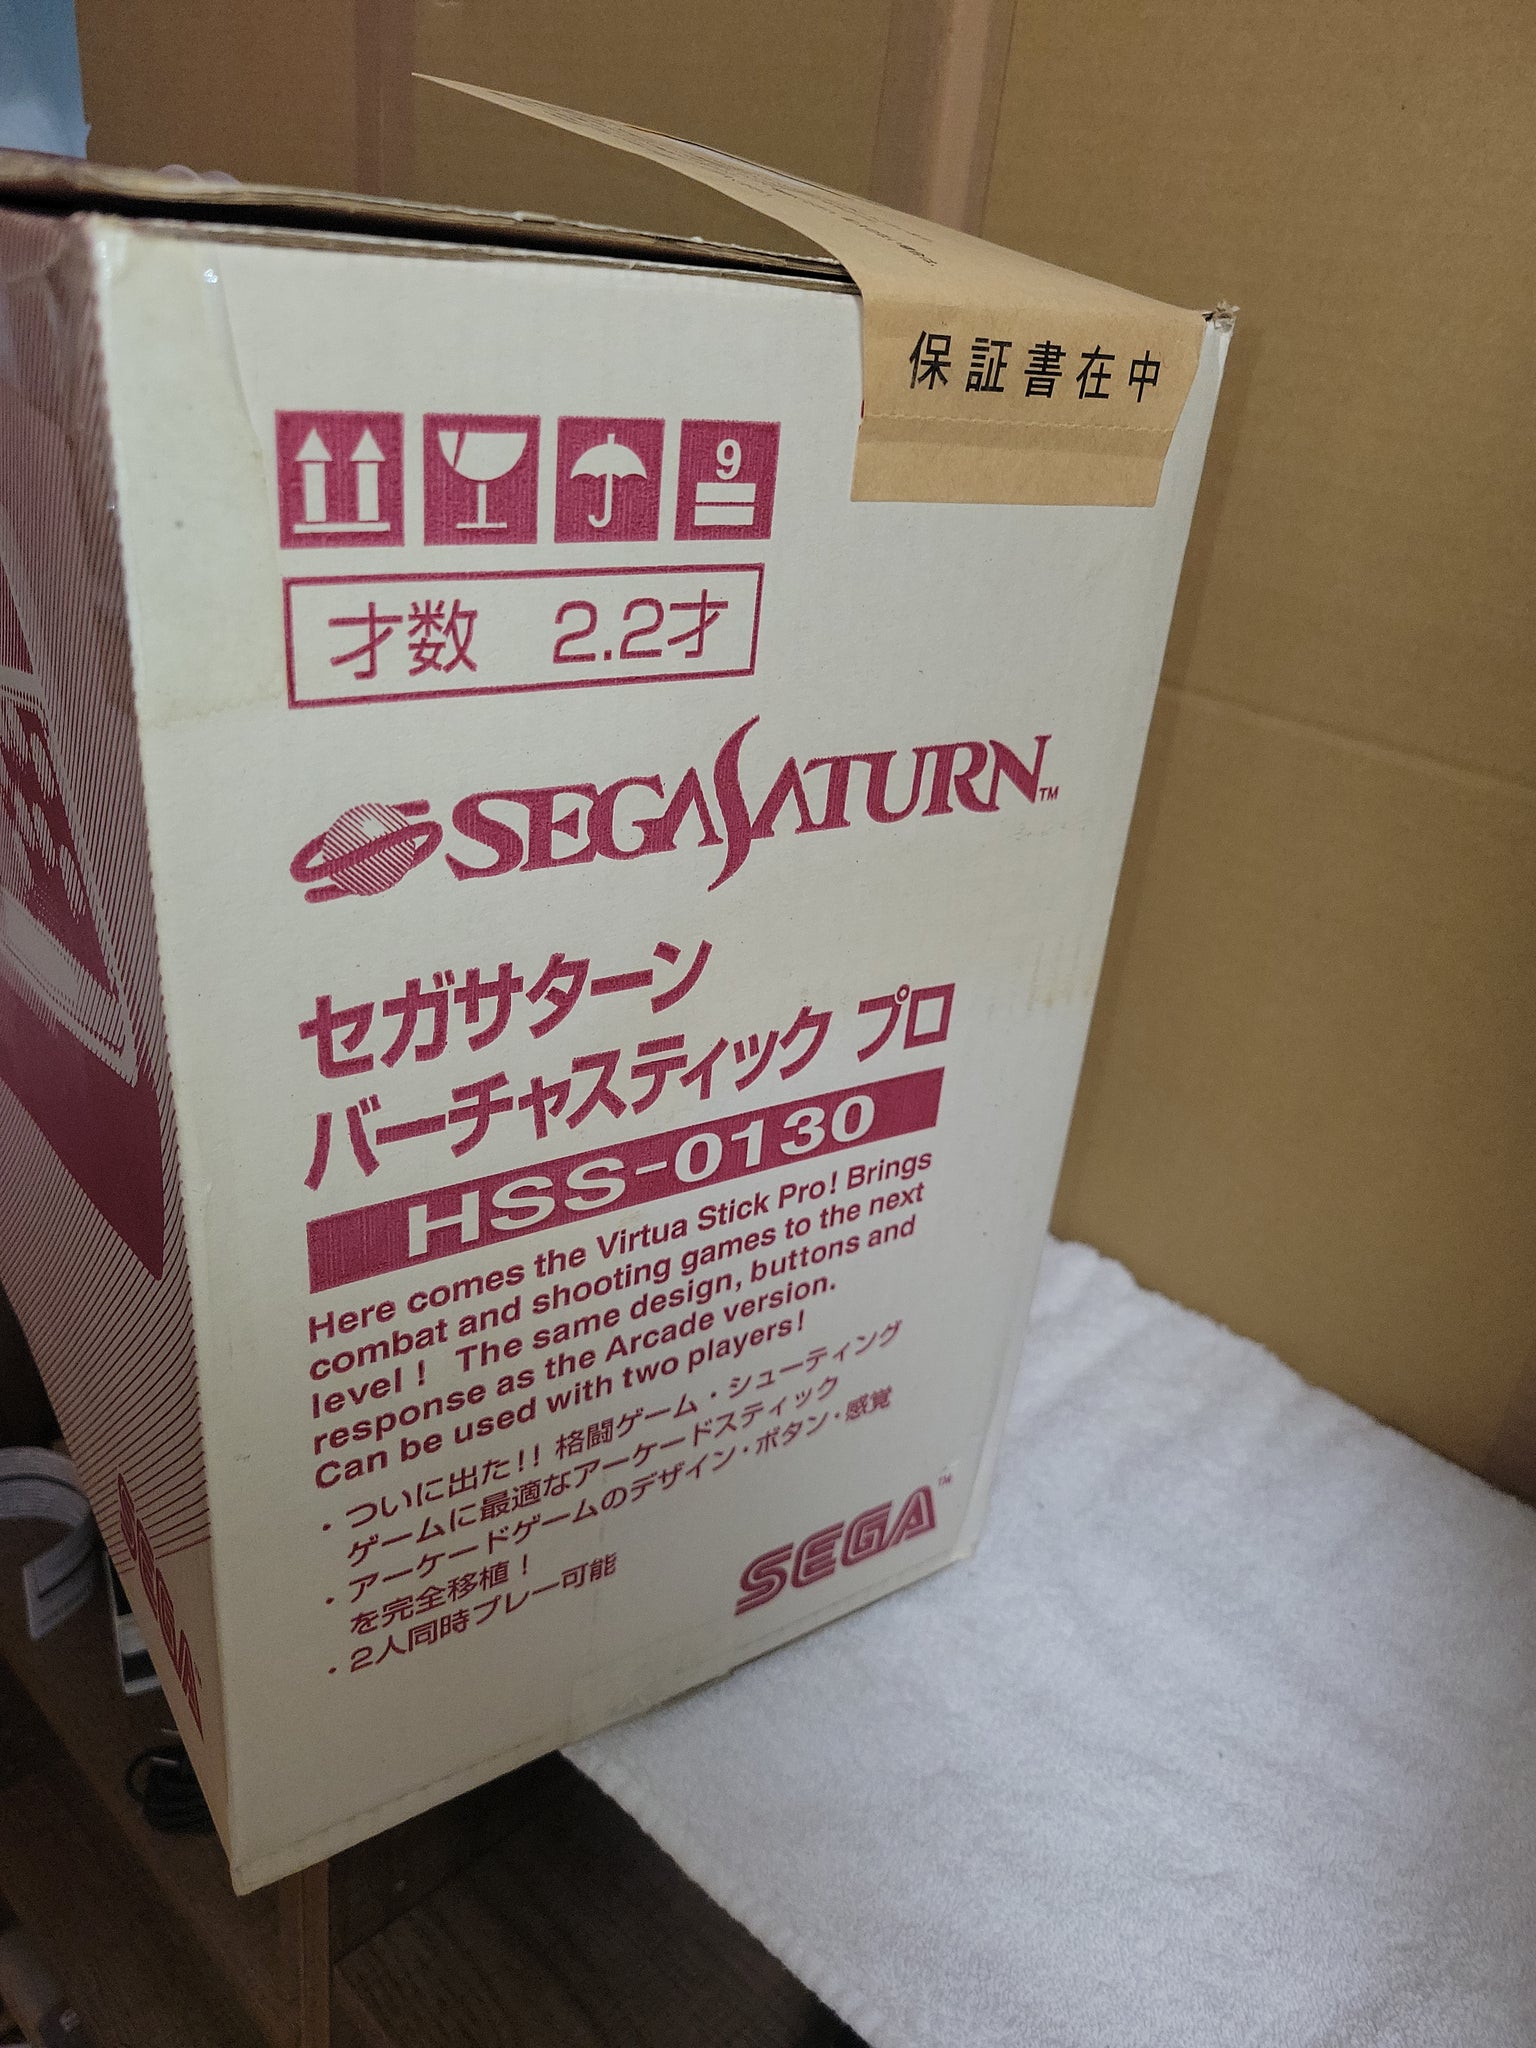 保証書在中
9
才数 2.2才
SEGASATURN™
セガサターン
バーチャスティック プロ
HSS-0130
Here comes the Virtua Stick Pro! Brings
combat and shooting games to the next
level! The same design, buttons and
response as the Arcade version.
Can be used with two players!
・ついに出た!! 格闘ゲーム・シューティング
ゲームに最適なアーケードスティック
・アーケードゲームのデザイン・ボタン・感覚
を完全移植!
・2人同時プレー可能
SEGA™
SEGA